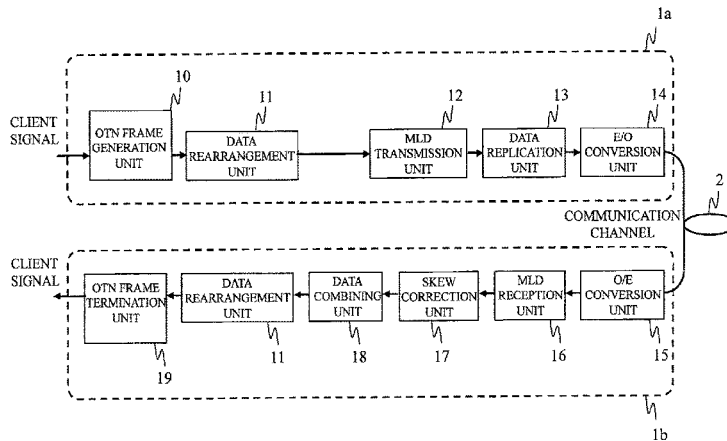 1a
10
11
12
13
14
CLIENT
SIGNAL
OTN FRAME
GENERATION
UNIT
DATA
REARRANGEMENT
UNIT
MLD
TRANSMISSION
UNIT
DATA
REPLICATION
UNIT
E/O
CONVERSION
UNIT
2
COMMUNICATION
CHANNEL
CLIENT
SIGNAL
OTN FRAME
TERMINATION
UNIT
DATA
REARRANGEMENT
UNIT
DATA
COMBINING
UNIT
SKEW
CORRECTION
UNIT
MLD
RECEPTION
UNIT
O/E
CONVERSION
UNIT
19
11
18
17
16
15
1b